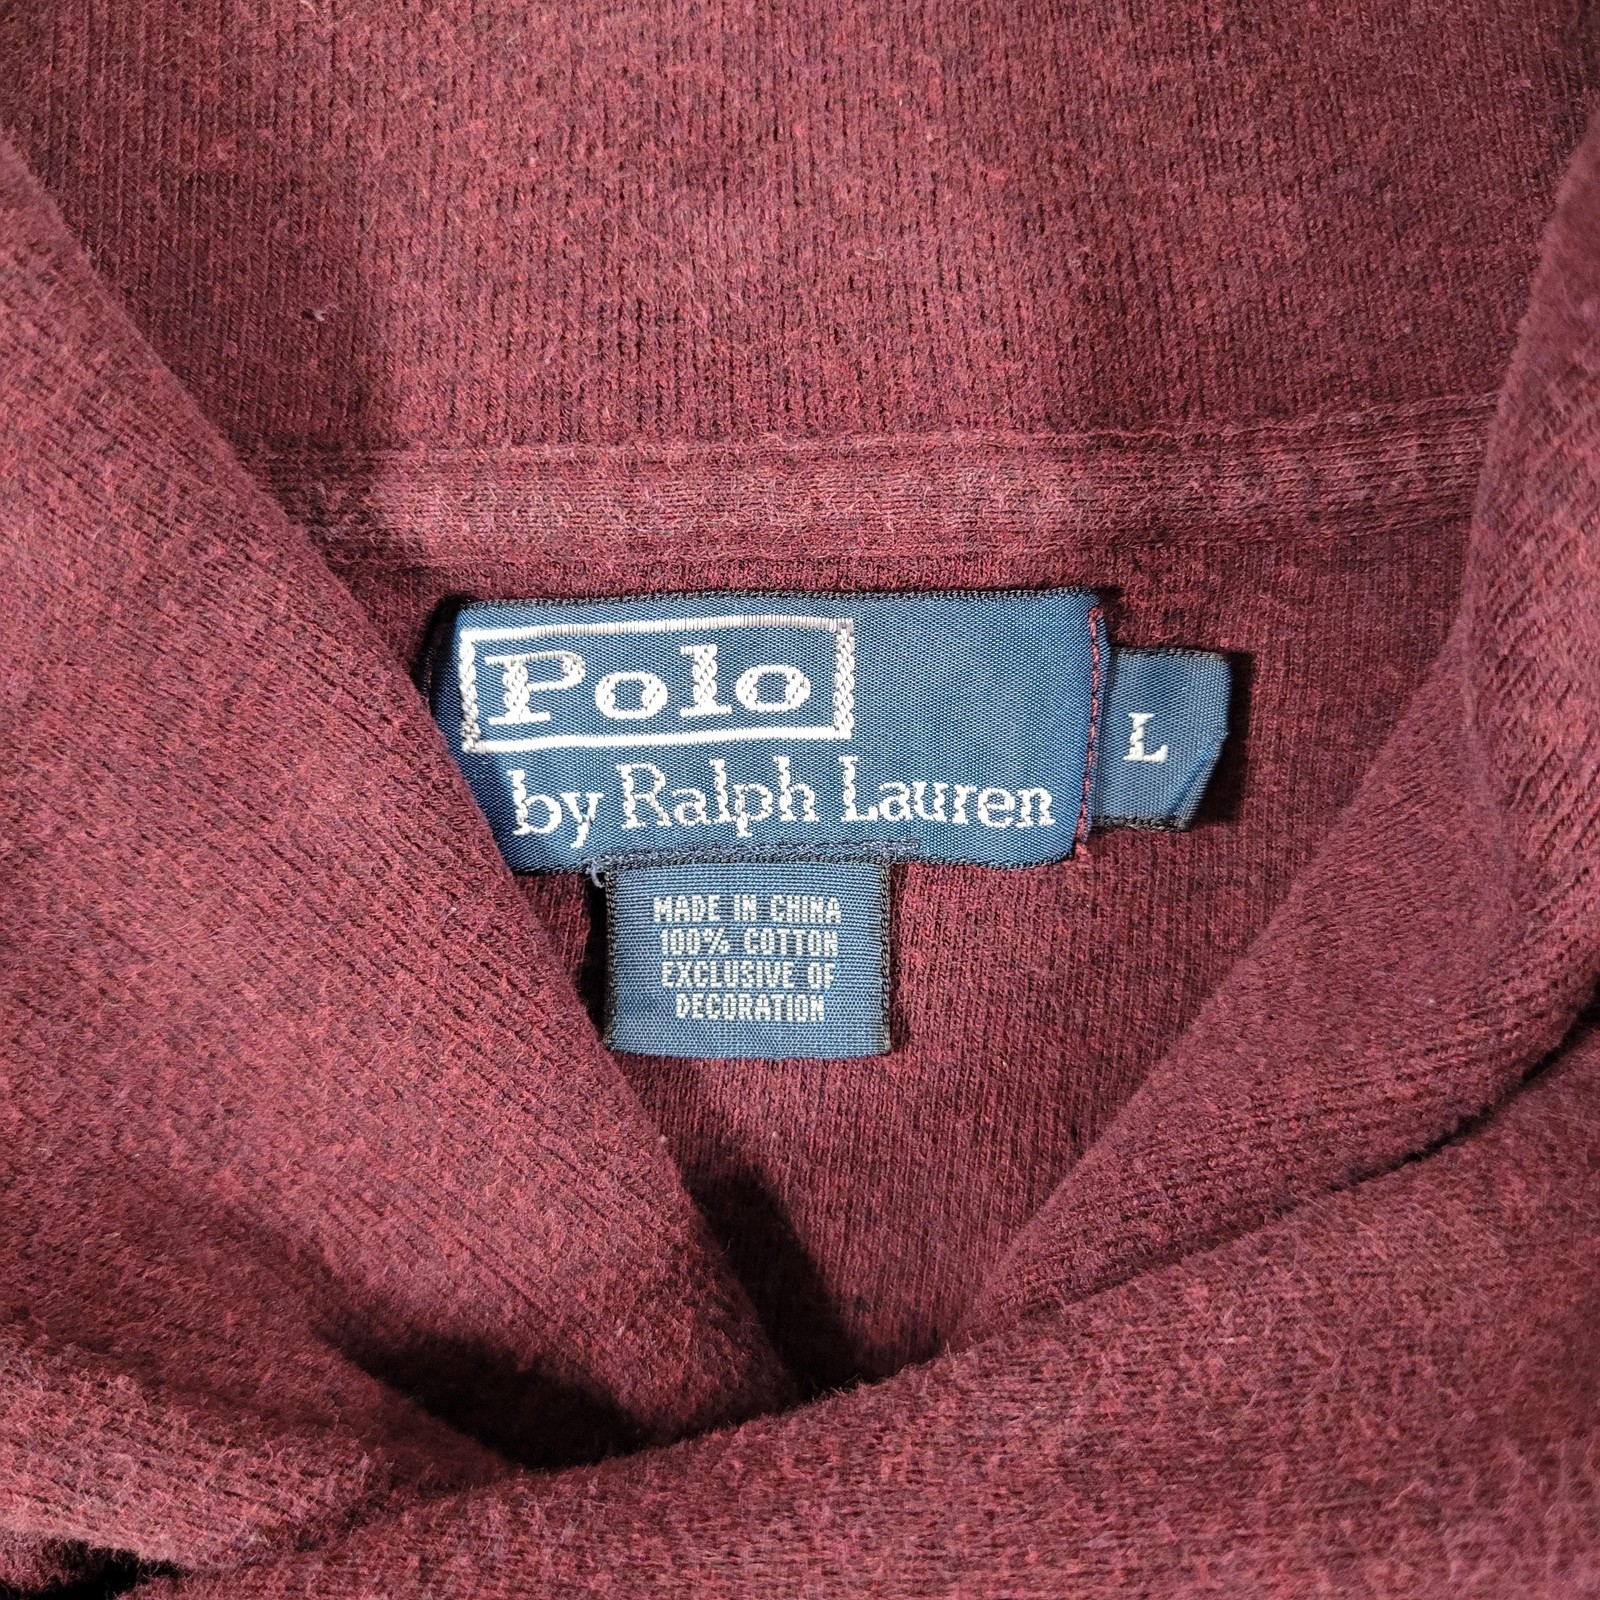 Polo
by Ralph Lauren
L
MADE IN CHINA
100% COTTON
EXCLUSIVE OF
DECORATION